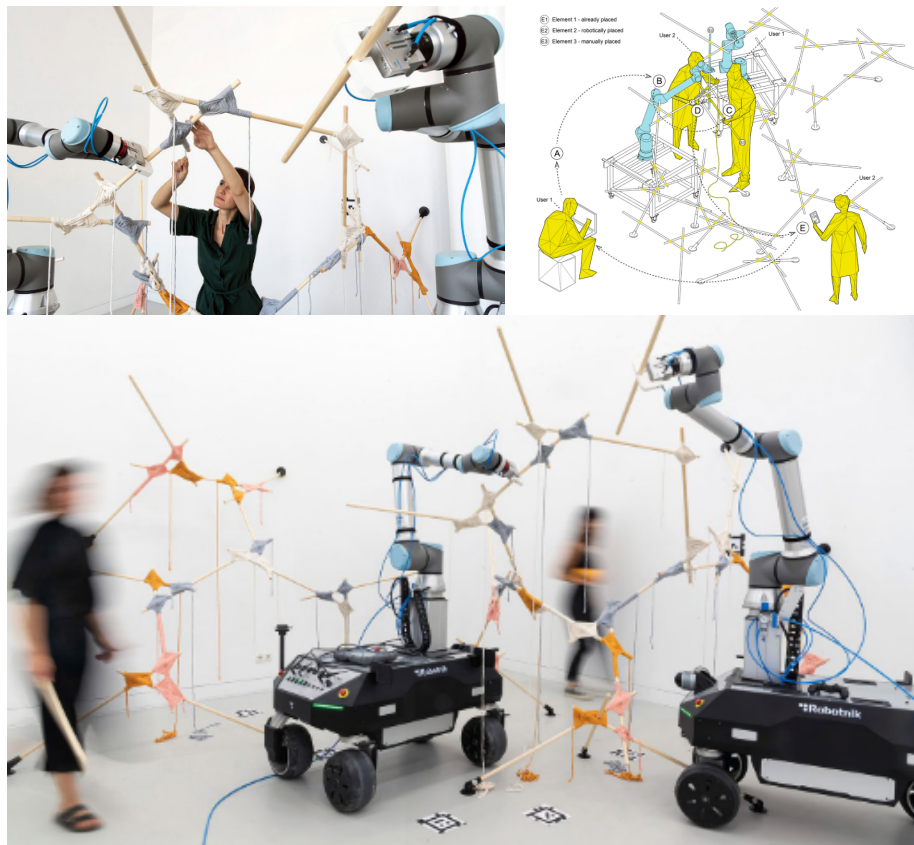 E1 Element 1 - already placed
E2 Element 2 - robotically placed
E3 Element 3 - manually placed
User 2
User 1
B
D
C
A
User 1
User 2
E
Robotnik
Robotnik